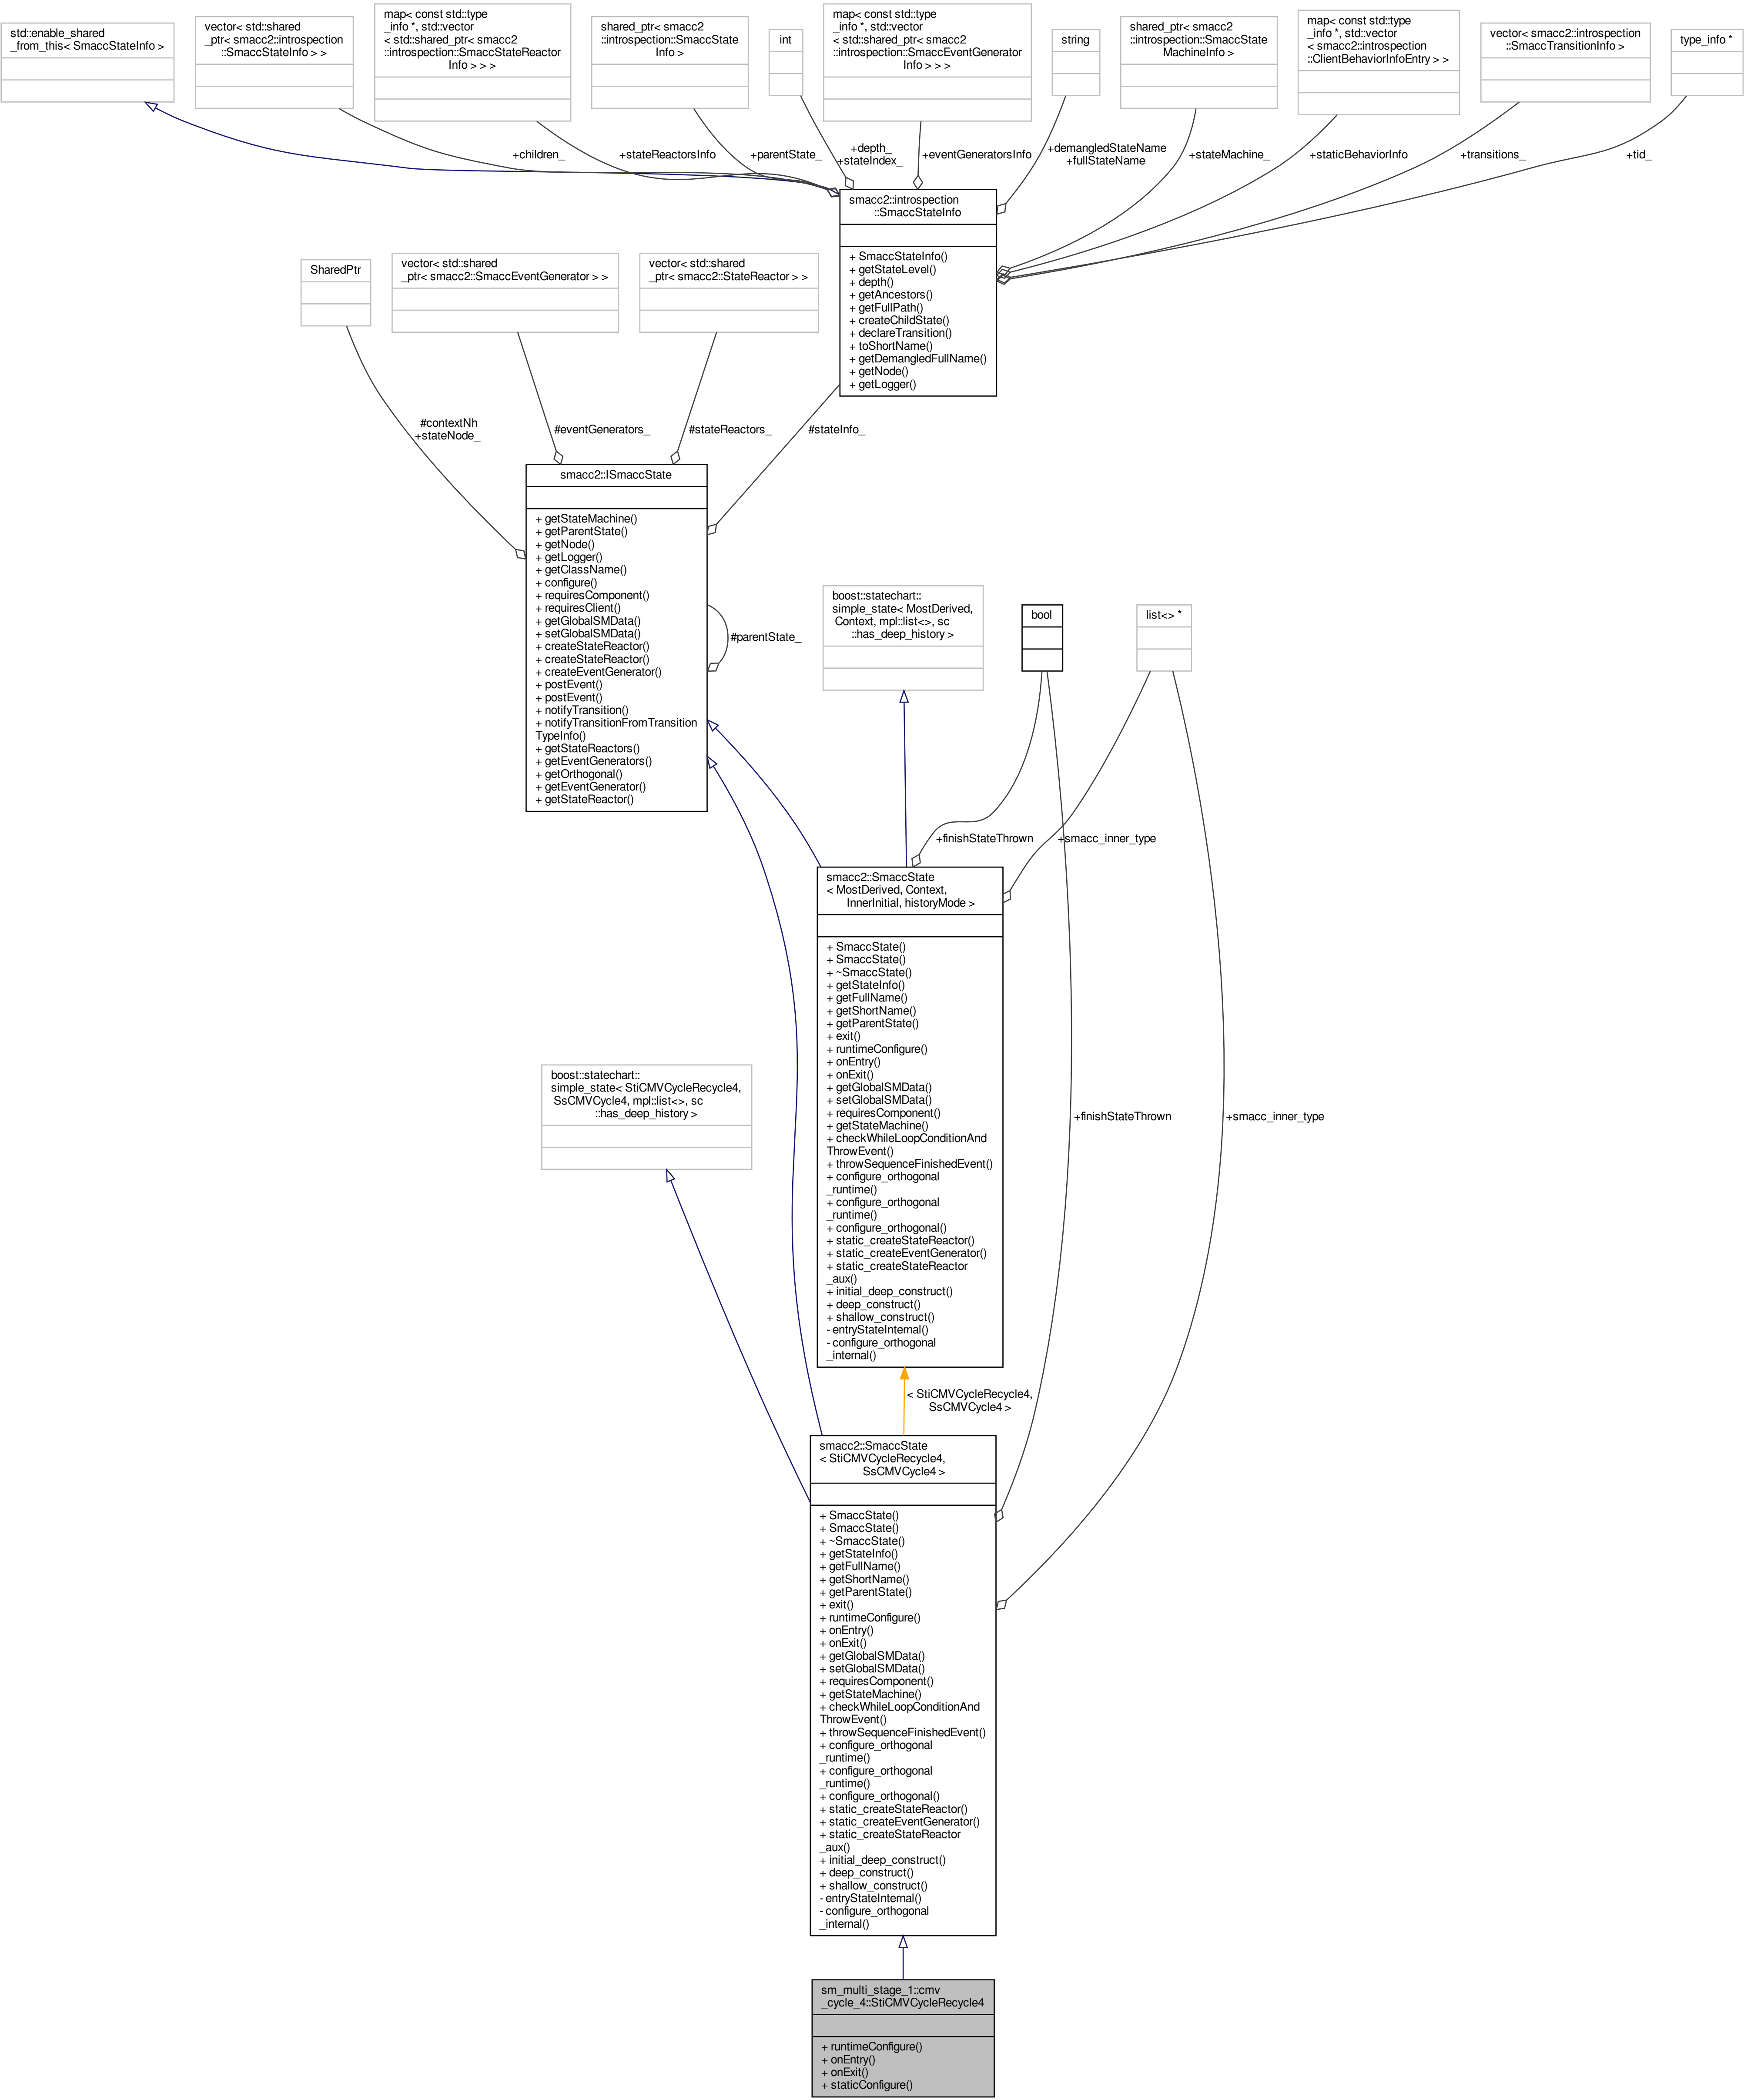 std::enable_shared
_from_this< SmaccStateInfo >
vector< std::shared
_ptr< smacc2::introspection
::SmaccStateInfo > >
map< const std::type
_info *, std::vector
< std::shared_ptr< smacc2
::introspection::SmaccStateReactor
Info > > >
shared_ptr< smacc2
::introspection::SmaccState
Info >
int
map< const std::type
_info *, std::vector
< std::shared_ptr< smacc2
::introspection::SmaccEventGenerator
Info > > >
string
shared_ptr< smacc2
::introspection::SmaccState
MachineInfo >
map< const std::type
_info *, std::vector
< smacc2::introspection
::ClientBehaviorInfoEntry > >
vector< smacc2::introspection
::SmaccTransitionInfo >
type_info *
+children_
+stateReactorsInfo
+parentState_
+depth_
+stateIndex_
+eventGeneratorsInfo
+demangledStateName
+fullStateName
+stateMachine_
+staticBehaviorInfo
+transitions_
+tid_
smacc2::introspection
::SmaccStateInfo
+ SmaccStateInfo()
+ getStateLevel()
+ depth()
+ getAncestors()
+ getFullPath()
+ createChildState()
+ declareTransition()
+ toShortName()
+ getDemangledFullName()
+ getNode()
+ getLogger()
SharedPtr
vector< std::shared
_ptr< smacc2::SmaccEventGenerator > >
vector< std::shared
_ptr< smacc2::StateReactor > >
#contextNh
+stateNode_
#eventGenerators_
#stateReactors_
#stateInfo_
smacc2::ISmaccState
+ getStateMachine()
+ getParentState()
+ getNode()
+ getLogger()
+ getClassName()
+ configure()
+ requiresComponent()
+ requiresClient()
+ getGlobalSMData()
+ setGlobalSMData()
+ createStateReactor()
+ createStateReactor()
+ createEventGenerator()
+ postEvent()
+ postEvent()
+ notifyTransition()
+ notifyTransitionFromTransition
TypeInfo()
+ getStateReactors()
+ getEventGenerators()
+ getOrthogonal()
+ getEventGenerator()
+ getStateReactor()
#parentState_
boost::statechart::
simple_state< MostDerived,
Context, mpl::list<>, sc
::has_deep_history >
bool
list<> *
+finishStateThrown
+smacc_inner_type
smacc2::SmaccState
< MostDerived, Context,
InnerInitial, historyMode >
+ SmaccState()
+ SmaccState()
+ ~SmaccState()
+ getStateInfo()
+ getFullName()
+ getShortName()
+ getParentState()
+ exit()
+ runtimeConfigure()
+ onEntry()
+ onExit()
+ getGlobalSMData()
+ setGlobalSMData()
+ requiresComponent()
+ getStateMachine()
+ checkWhileLoopConditionAnd
ThrowEvent()
+ throwSequenceFinishedEvent()
+ configure_orthogonal
_runtime()
+ configure_orthogonal
_runtime()
+ configure_orthogonal()
+ static_createStateReactor()
+ static_createEventGenerator()
+ static_createStateReactor
_aux()
+ initial_deep_construct()
+ deep_construct()
+ shallow_construct()
- entryStateInternal()
- configure_orthogonal
_internal()
boost::statechart::
simple_state< StiCMVCycleRecycle4,
SsCMVCycle4, mpl::list<>, sc
::has_deep_history >
+finishStateThrown
+smacc_inner_type
< StiCMVCycleRecycle4,
SsCMVCycle4 >
smacc2::SmaccState
< StiCMVCycleRecycle4,
SsCMVCycle4 >
+ SmaccState()
+ SmaccState()
+ ~SmaccState()
+ getStateInfo()
+ getFullName()
+ getShortName()
+ getParentState()
+ exit()
+ runtimeConfigure()
+ onEntry()
+ onExit()
+ getGlobalSMData()
+ setGlobalSMData()
+ requiresComponent()
+ getStateMachine()
+ checkWhileLoopConditionAnd
ThrowEvent()
+ throwSequenceFinishedEvent()
+ configure_orthogonal
_runtime()
+ configure_orthogonal
_runtime()
+ configure_orthogonal()
+ static_createStateReactor()
+ static_createEventGenerator()
+ static_createStateReactor
_aux()
+ initial_deep_construct()
+ deep_construct()
+ shallow_construct()
- entryStateInternal()
- configure_orthogonal
_internal()
sm_multi_stage_1::cmv
_cycle_4::StiCMVCycleRecycle4
+ runtimeConfigure()
+ onEntry()
+ onExit()
+ staticConfigure()